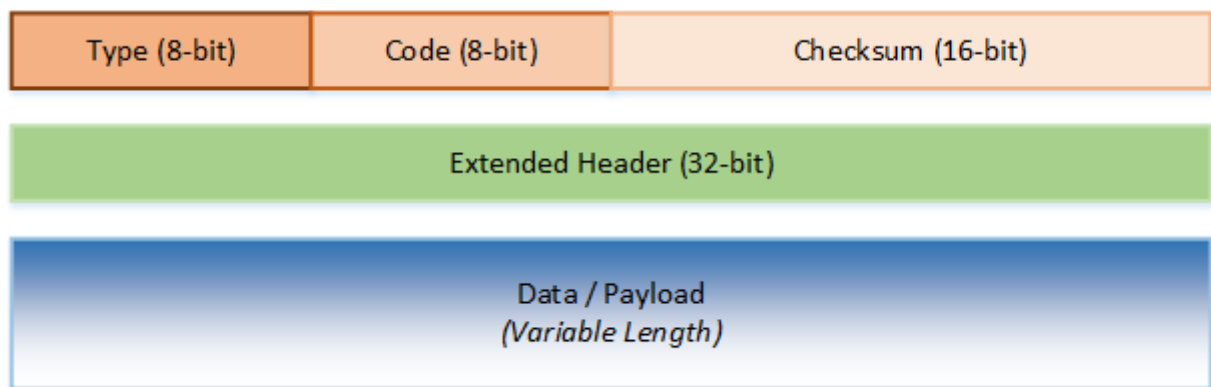 Type (8-bit) Code (8-bit) Checksum (16-bit)
Extended Header (32-bit)
Data / Payload
(Variable Length)